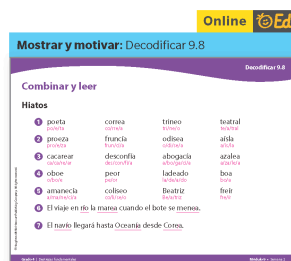 Online Ed
Mostrar y motivar: Decodificar 9.8
Decodificar 9.8
Combinar y leer
Hiatos
1 poeta correa trineo teatral
po/e/ta co/rre/a tri/ne/o te/a/tral
2 proeza fruncía odisea aísla
pro/e/za frun/cí/a o/di/se/a a/ís/la
3 cacarear desconfía abogacía azalea
ca/ca/re/ar des/con/fí/a a/bo/ga/cí/a a/za/le/a
4 oboe peor ladeado boa
o/bo/e pe/or la/de/a/do bo/a
5 amanecía coliseo Beatriz freír
a/ma/ne/cí/a co/li/se/o Be/a/triz fre/ír
6 El viaje en río la marea cuando el bote se menea.
7 El navío llegará hasta Oceanía desde Corea.